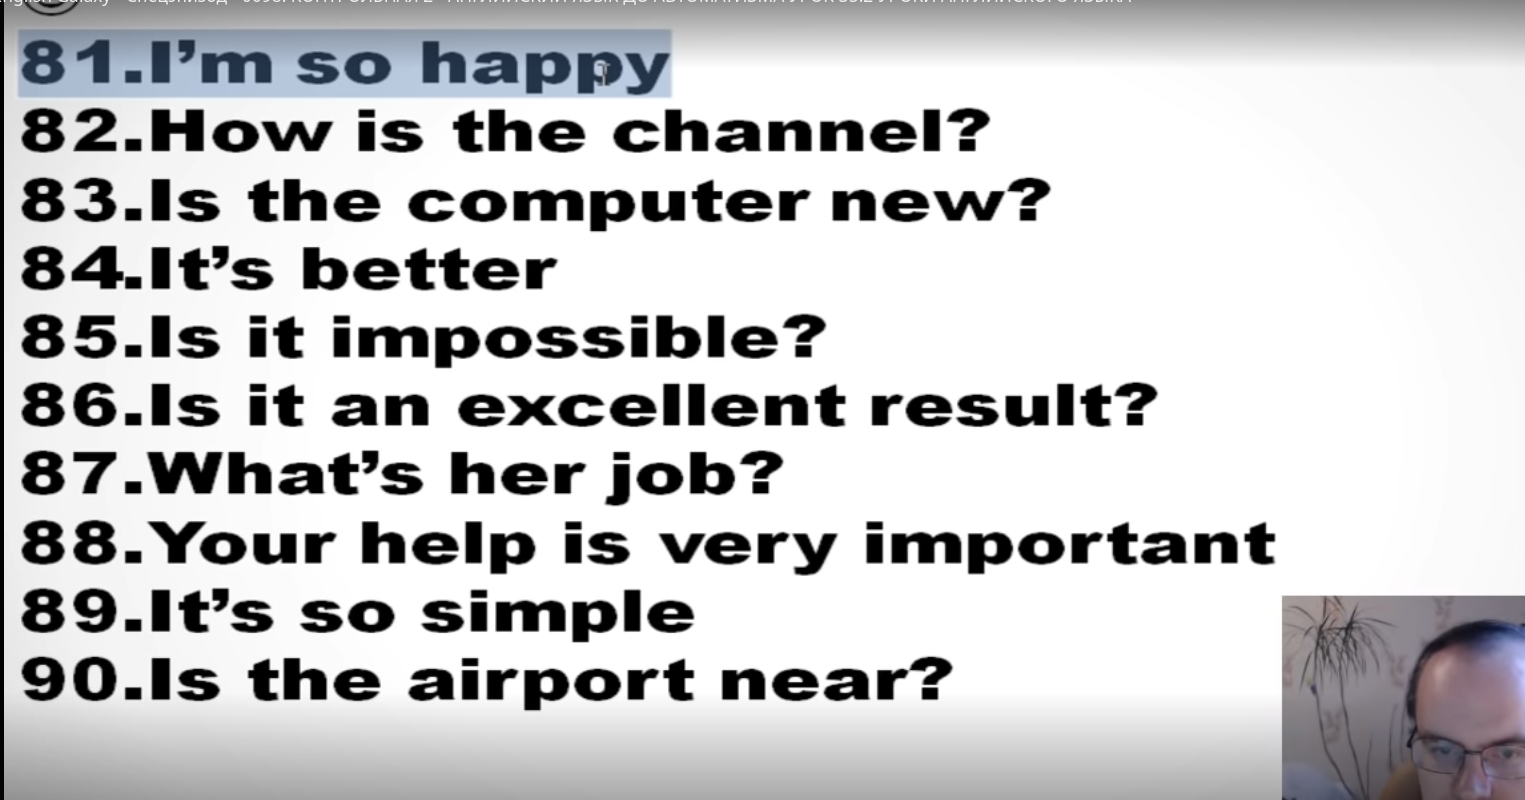 81.I’m so happy
82.How is the channel?
83.Is the computer new?
84.It’s better
85.Is it impossible?
86.Is it an excellent result?
87.What’s her job?
88.Your help is very important
89.It’s so simple
90.Is the airport near?